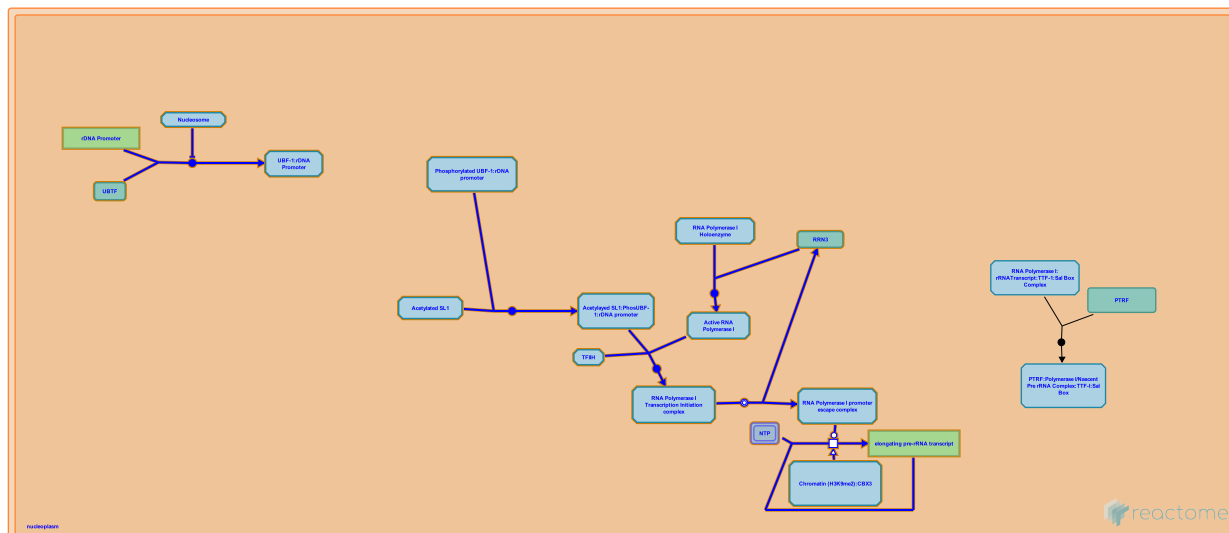 Nucleosome
rDNA Promoter
UBTF
UBF-1:rDNA
Promoter
Phosphorylated UBF-1:rDNA
promoter
RNA Polymerase I
Holoenzyme
RRN3
Acetylated SL1
Acetylayed SL1:PhosUBF-
1:rDNA promoter
Active RNA
Polymerase I
TFIIH
RNA Polymerase I
Transcription Initiation
complex
RNA Polymerase I promoter
escape complex
NTP
elongating pre-rRNA transcript
Chromatin (H3K9me2):CBX3
RNA Polymerase I:
rRNATranscript:TTF-1:Sal Box
Complex
PTRF
PTRF:Polymerase I/Nascent
Pre rRNA Complex:TTF-I:Sal
Box
nucleoplasm
reactome